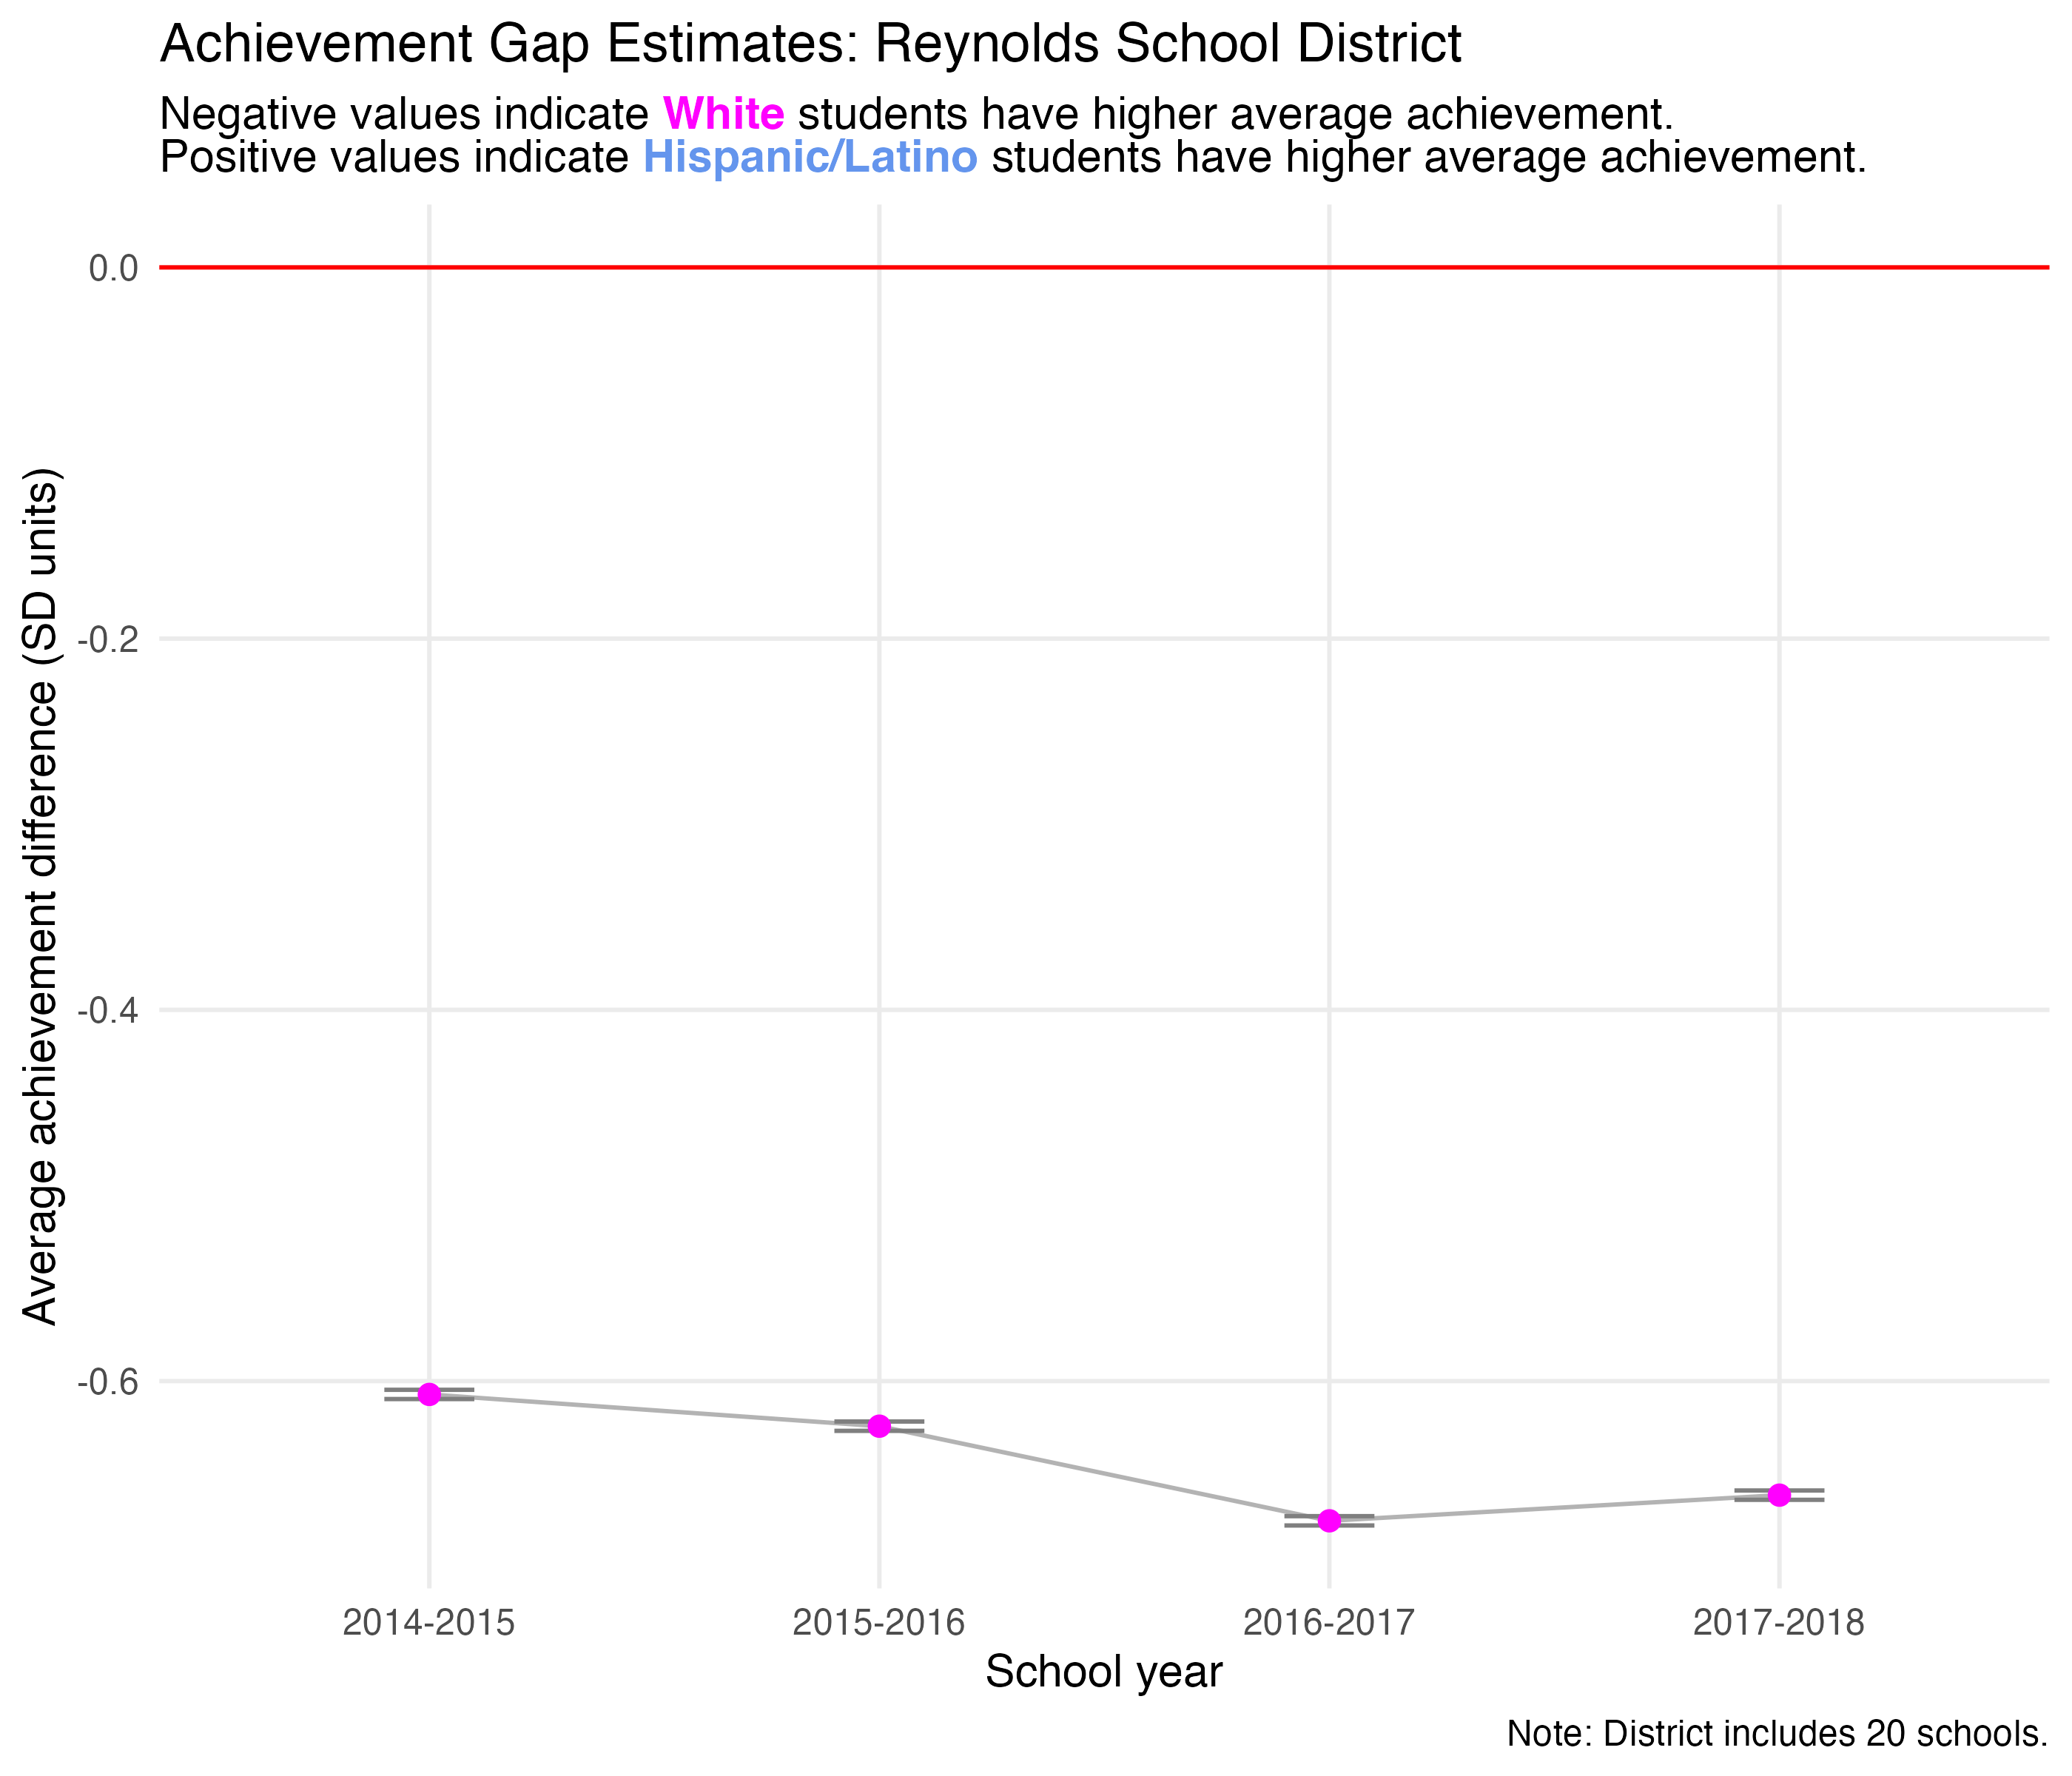 Achievement Gap Estimates: Reynolds School District
Negative values indicate White students have higher average achievement.
Positive values indicate Hispanic/Latino students have higher average achievement.
Average achievement difference (SD units)
0.0
-0.2
-0.4
-0.6
2014-2015
2015-2016
2016-2017
2017-2018
School year
Note: District includes 20 schools.